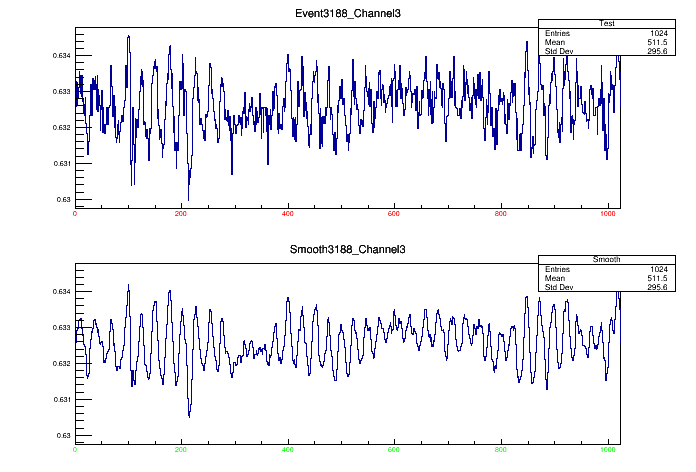 Event3188_Channel3
Test
Entries 1024
Mean 511.5
Std Dev 295.6
0.634
0.633
0.632
0.631
0.63
0 200 400 600 800 1000
Smooth3188_Channel3
Smooth
Entries 1024
Mean 511.5
Std Dev 295.6
0.634
0.633
0.632
0.631
0.63
0 200 400 600 800 1000